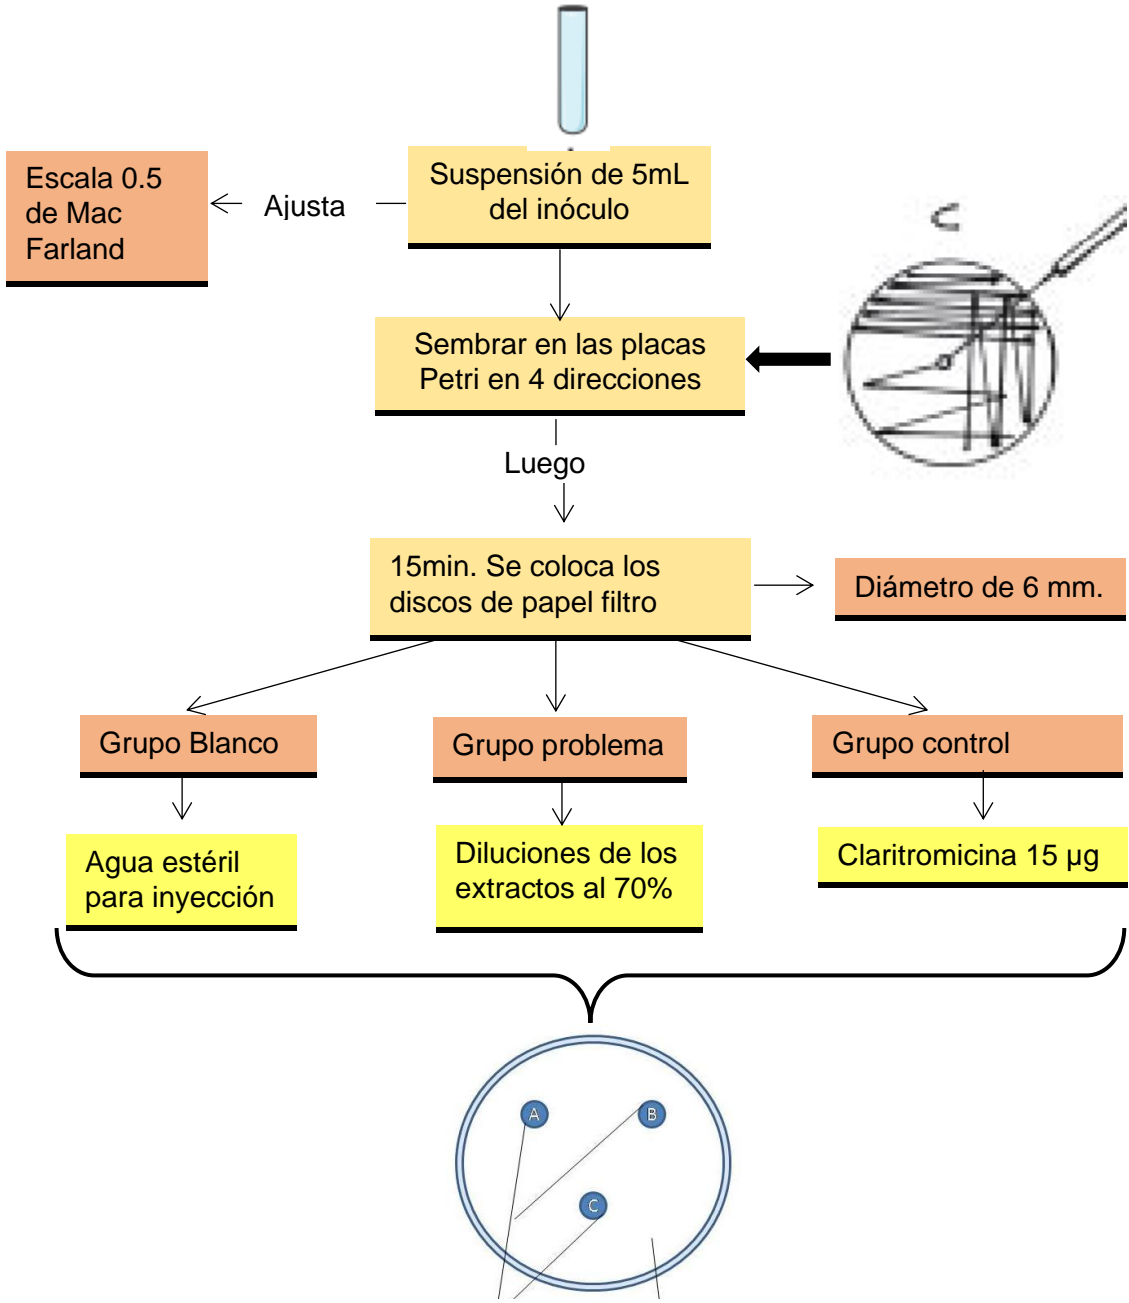 Suspensión de 5mL
del inóculo
Ajusta
Escala 0.5
de Mac
Farland
Sembrar en las placas
Petri en 4 direcciones
Luego
15min. Se coloca los
discos de papel filtro
Diámetro de 6 mm.
Grupo Blanco
Grupo problema
Grupo control
Agua estéril
para inyección
Diluciones de los
extractos al 70%
Claritromicina 15 µg
A
B
C